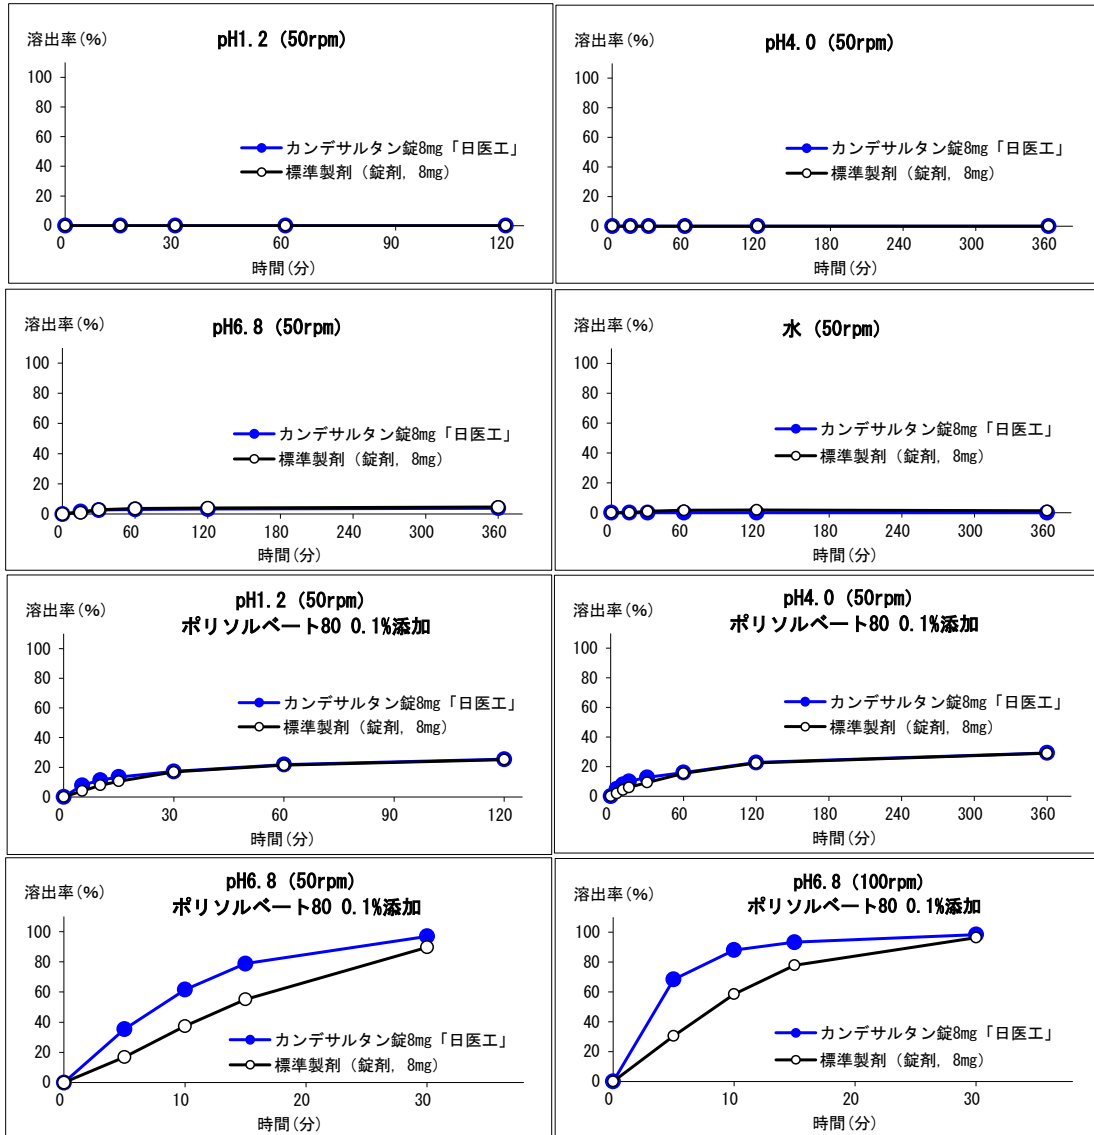 溶出率(%)
pH1.2 (50rpm)
100
80
60
40
20
0
カンデサルタン錠8mg「日医工」
標準製剤(錠剤, 8mg)
0 30 60 90 120
時間(分)
溶出率(%)
pH4.0 (50rpm)
100
80
60
40
20
0
カンデサルタン錠8mg「日医工」
標準製剤(錠剤, 8mg)
0 60 120 180 240 300 360
時間(分)
溶出率(%)
pH6.8 (50rpm)
100
80
60
40
20
0
カンデサルタン錠8mg「日医工」
標準製剤(錠剤, 8mg)
0 60 120 180 240 300 360
時間(分)
溶出率(%)
水 (50rpm)
100
80
60
40
20
0
カンデサルタン錠8mg「日医工」
標準製剤(錠剤, 8mg)
0 60 120 180 240 300 360
時間(分)
溶出率(%)
pH1.2 (50rpm)
ポリソルベート80 0.1%添加
100
80
60
40
20
0
カンデサルタン錠8mg「日医工」
標準製剤(錠剤, 8mg)
0 30 60 90 120
時間(分)
溶出率(%)
pH4.0 (50rpm)
ポリソルベート80 0.1%添加
100
80
60
40
20
0
カンデサルタン錠8mg「日医工」
標準製剤(錠剤, 8mg)
0 60 120 180 240 300 360
時間(分)
溶出率(%)
pH6.8 (50rpm)
ポリソルベート80 0.1%添加
100
80
60
40
20
0
カンデサルタン錠8mg「日医工」
標準製剤(錠剤, 8mg)
0 10 20 30
時間(分)
溶出率(%)
pH6.8 (100rpm)
ポリソルベート80 0.1%添加
100
80
60
40
20
0
カンデサルタン錠8mg「日医工」
標準製剤(錠剤, 8mg)
0 10 20 30
時間(分)